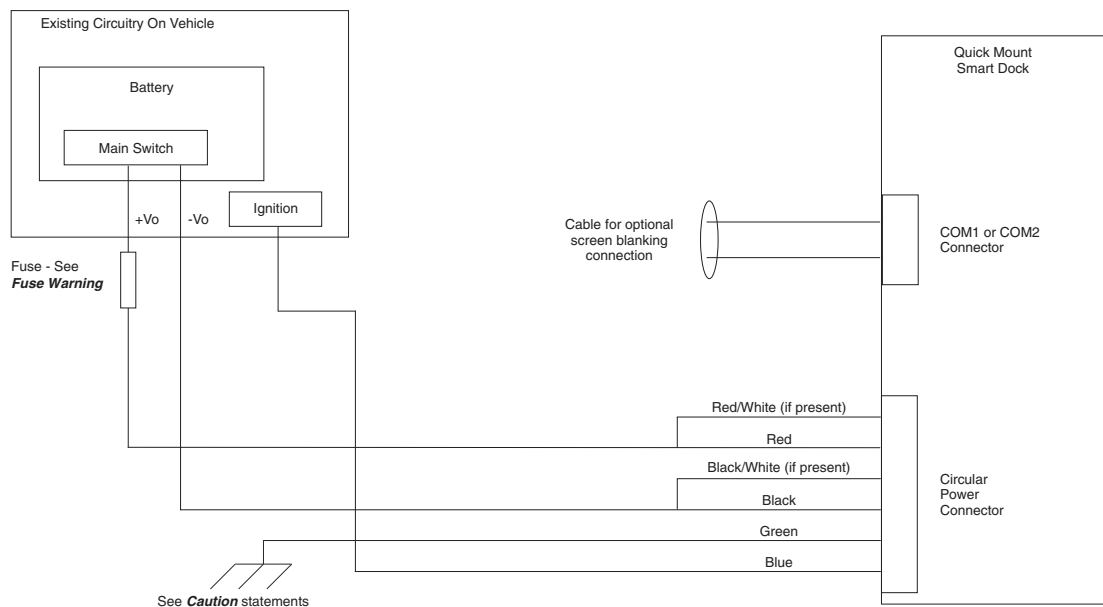 Existing Circuitry On Vehicle
Battery
Main Switch
+Vo
-Vo
Ignition
Fuse - See
Fuse Warning
Quick Mount
Smart Dock
Cable for optional
screen blanking
connection
COM1 or COM2
Connector
Red/White (if present)
Red
Black/White (if present)
Black
Green
Blue
Circular
Power
Connector
See Caution statements